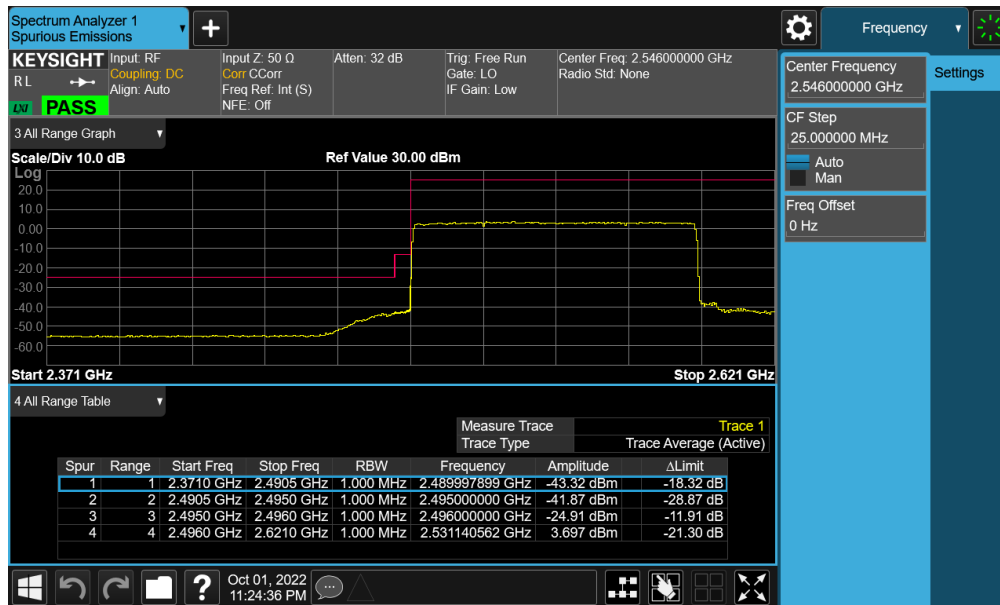 Spectrum Analyzer 1
Spurious Emissions
Frequency
KEYSIGHT
R L
LXI
PASS
Input: RF
Coupling: DC
Align: Auto
Input Z: 50 Ω
Corr CCorr
Freq Ref: Int (S)
NFE: Off
Atten: 32 dB
Trig: Free Run
Gate: LO
IF Gain: Low
Center Freq: 2.546000000 GHz
Radio Std: None
Center Frequency
2.546000000 GHz
Settings
CF Step
25.000000 MHz
Auto
Man
Freq Offset
0 Hz
3 All Range Graph
Scale/Div 10.0 dB
Ref Value 30.00 dBm
Log
20.0
10.0
0.00
-10.0
-20.0
-30.0
-40.0
-50.0
-60.0
Start 2.371 GHz
Stop 2.621 GHz
4 All Range Table
Measure Trace Trace 1
Trace Type Trace Average (Active)
Spur Range Start Freq Stop Freq RBW Frequency Amplitude ΔLimit
1 1 2.3710 GHz 2.4905 GHz 1.000 MHz 2.489997899 GHz -43.32 dBm -18.32 dB
2 2 2.4905 GHz 2.4950 GHz 1.000 MHz 2.495000000 GHz -41.87 dBm -28.87 dB
3 3 2.4950 GHz 2.4960 GHz 1.000 MHz 2.496000000 GHz -24.91 dBm -11.91 dB
4 4 2.4960 GHz 2.6210 GHz 1.000 MHz 2.531140562 GHz 3.697 dBm -21.30 dB
Oct 01, 2022
11:24:36 PM